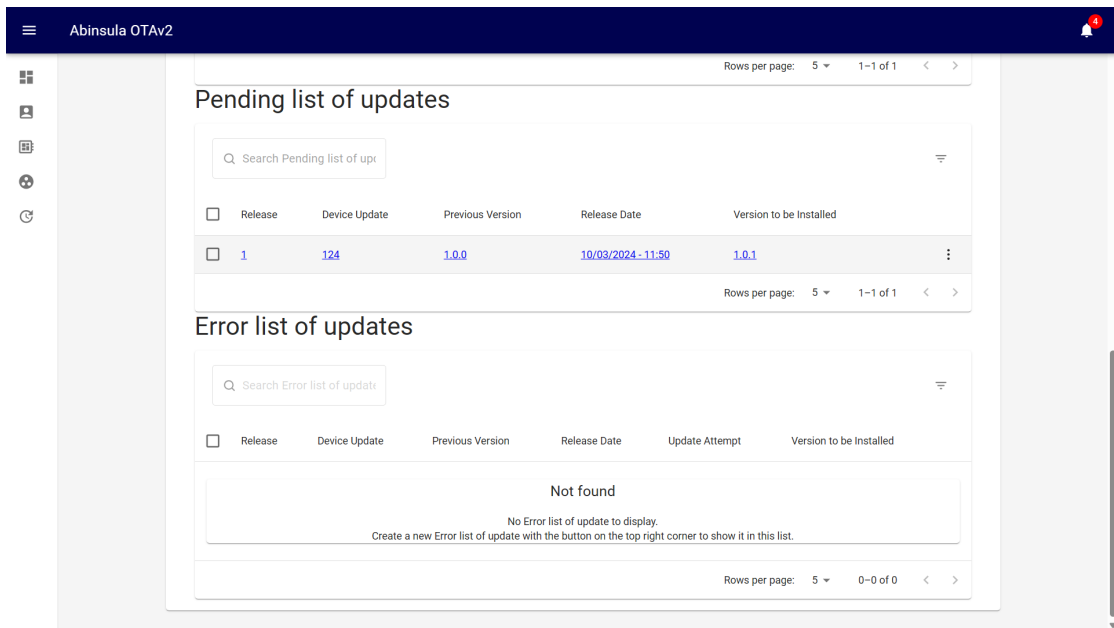 Abinsula OTAv2
4
Rows per page: 5 1–1 of 1
Pending list of updates
Search Pending list of upd
Release Device Update Previous Version Release Date Version to be Installed
1 124 1.0.0 10/03/2024 - 11:50 1.0.1
Rows per page: 5 1–1 of 1
Error list of updates
Search Error list of update
Release Device Update Previous Version Release Date Update Attempt Version to be Installed
Not found
No Error list of update to display.
Create a new Error list of update with the button on the top right corner to show it in this list.
Rows per page: 5 0–0 of 0